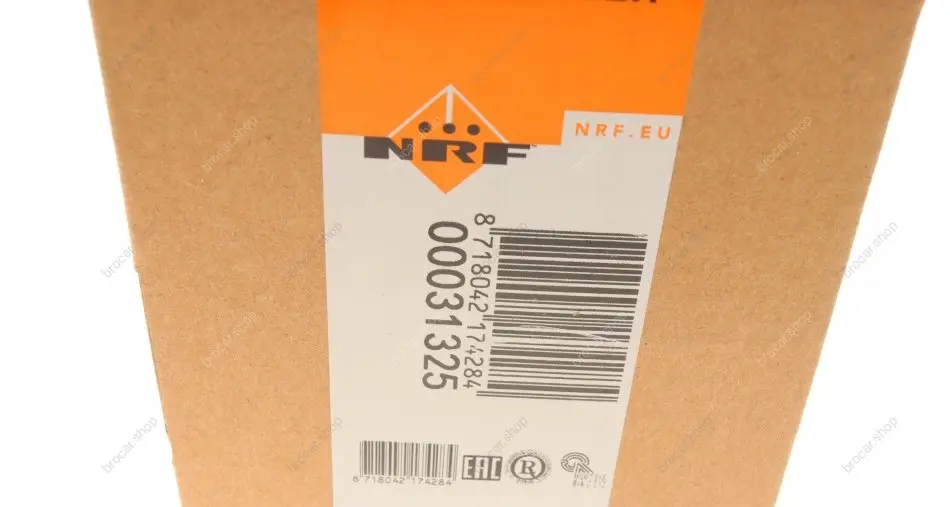 NRF
NRF.EU
8 718042 174284
00031325
8 718042 174284
EAC
R
brocar.shop